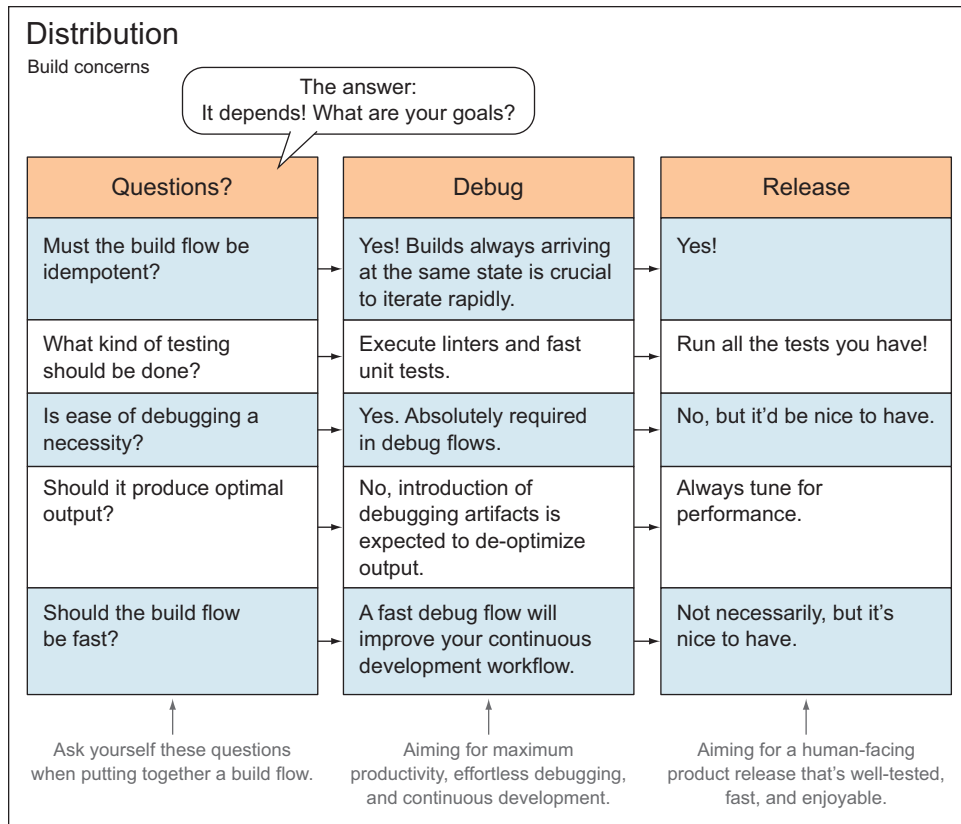 Distribution
Build concerns
The answer:
It depends! What are your goals?
Questions?
Debug
Release
Must the build flow be
idempotent?
Yes! Builds always arriving
at the same state is crucial
to iterate rapidly.
Yes!
What kind of testing
should be done?
Execute linters and fast
unit tests.
Run all the tests you have!
Is ease of debugging a
necessity?
Yes. Absolutely required
in debug flows.
No, but it’d be nice to have.
Should it produce optimal
output?
No, introduction of
debugging artifacts is
expected to de-optimize
output.
Always tune for
performance.
Should the build flow
be fast?
A fast debug flow will
improve your continuous
development workflow.
Not necessarily, but it’s
nice to have.
Ask yourself these questions
when putting together a build flow.
Aiming for maximum
productivity, effortless debugging,
and continuous development.
Aiming for a human-facing
product release that’s well-tested,
fast, and enjoyable.